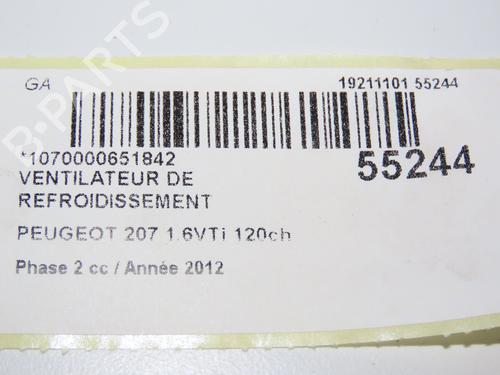 GA
19211101 55244
*1070000651842
55244
VENTILATEUR DE
REFROIDISSEMENT
PEUGEOT 207 1.6VTi 120ch
Phase 2 cc / Année 2012
B-PARTS